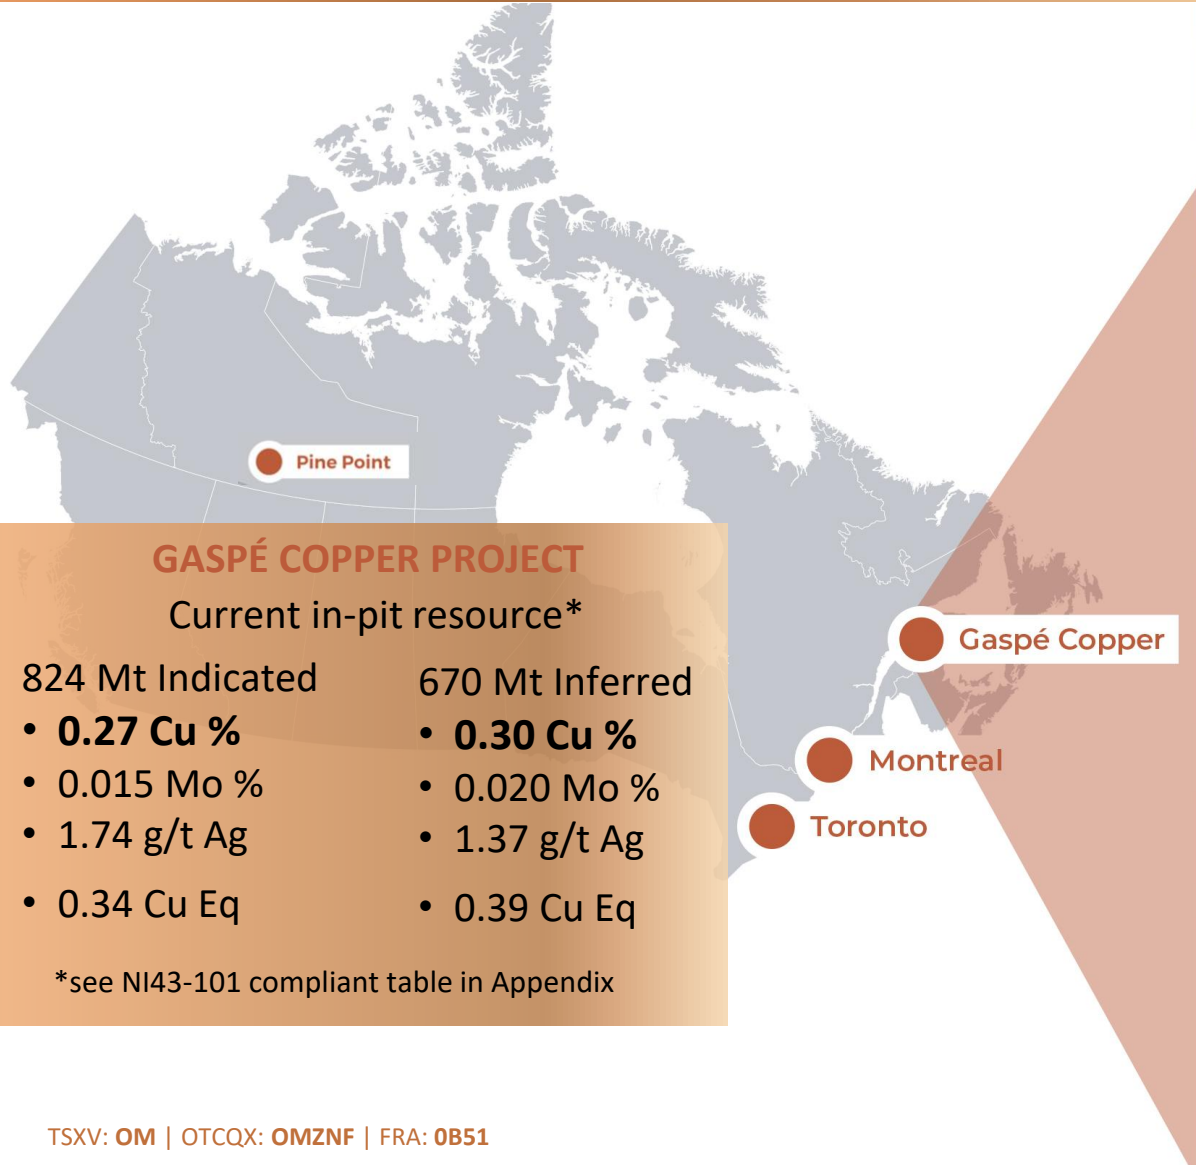 Pine Point
GASPÉ COPPER PROJECT
Current in-pit resource*
824 Mt Indicated
• 0.27 Cu %
• 0.015 Mo %
• 1.74 g/t Ag
• 0.34 Cu Eq
670 Mt Inferred
• 0.30 Cu %
• 0.020 Mo %
• 1.37 g/t Ag
• 0.39 Cu Eq
*see NI43-101 compliant table in Appendix
Gaspé Copper
Montreal
Toronto
TSXV: OM | OTCQX: OMZNF | FRA: 0B51